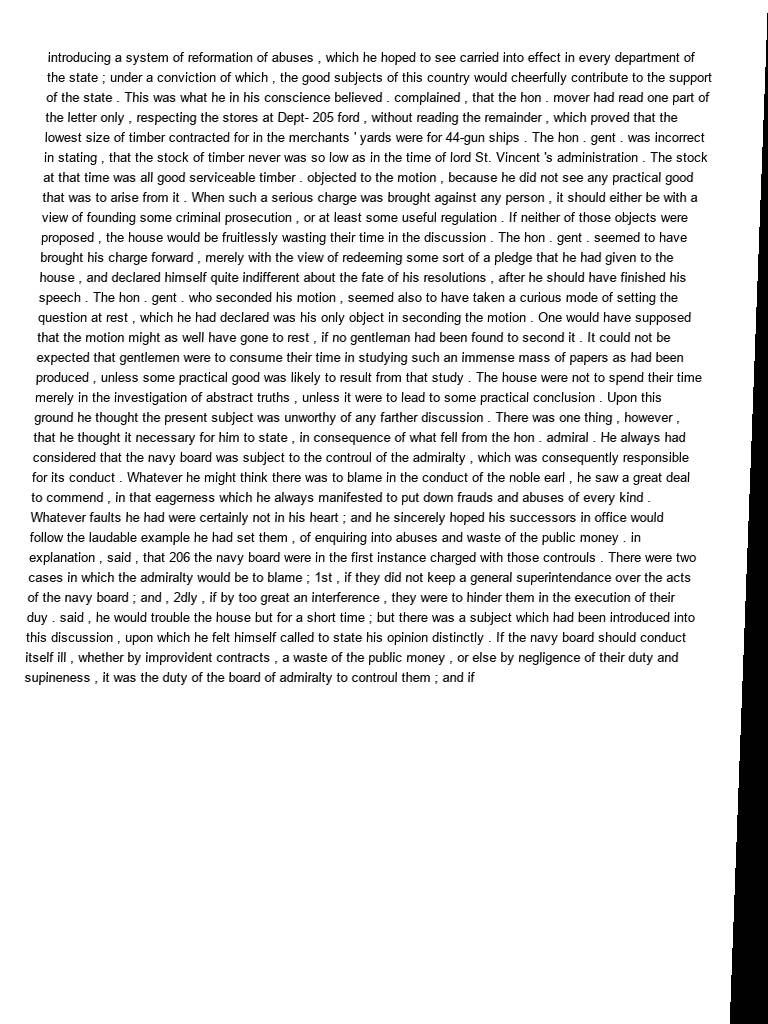 introducing a system of reformation of abuses , which he hoped to see carried into effect in every department of
the state ; under a conviction of which , the good subjects of this country would cheerfully contribute to the support
of the state . This was what he in his conscience believed . complained , that the hon . mover had read one part of
the letter only , respecting the stores at Dept- 205 ford , without reading the remainder , which proved that the
lowest size of timber contracted for in the merchants ' yards were for 44-gun ships . The hon . gent . was incorrect
in stating , that the stock of timber never was so low as in the time of lord St. Vincent 's administration . The stock
at that time was all good serviceable timber . objected to the motion , because he did not see any practical good
that was to arise from it . When such a serious charge was brought against any person , it should either be with a
view of founding some criminal prosecution , or at least some useful regulation . If neither of those objects were
proposed , the house would be fruitlessly wasting their time in the discussion . The hon . gent . seemed to have
brought his charge forward , merely with the view of redeeming some sort of a pledge that he had given to the
house , and declared himself quite indifferent about the fate of his resolutions , after he should have finished his
speech . The hon . gent . who seconded his motion , seemed also to have taken a curious mode of setting the
question at rest , which he had declared was his only object in seconding the motion . One would have supposed
that the motion might as well have gone to rest , if no gentleman had been found to second it . It could not be
expected that gentlemen were to consume their time in studying such an immense mass of papers as had been
produced , unless some practical good was likely to result from that study . The house were not to spend their time
merely in the investigation of abstract truths , unless it were to lead to some practical conclusion . Upon this
ground he thought the present subject was unworthy of any farther discussion . There was one thing , however ,
that he thought it necessary for him to state , in consequence of what fell from the hon . admiral . He always had
considered that the navy board was subject to the controul of the admiralty , which was consequently responsible
for its conduct . Whatever he might think there was to blame in the conduct of the noble earl , he saw a great deal
to commend , in that eagerness which he always manifested to put down frauds and abuses of every kind .
Whatever faults he had were certainly not in his heart ; and he sincerely hoped his successors in office would
follow the laudable example he had set them , of enquiring into abuses and waste of the public money . in
explanation , said , that 206 the navy board were in the first instance charged with those controuls . There were two
cases in which the admiralty would be to blame ; 1st , if they did not keep a general superintendance over the acts
of the navy board ; and , 2dly , if by too great an interference , they were to hinder them in the execution of their
duy . said , he would trouble the house but for a short time ; but there was a subject which had been introduced into
this discussion , upon which he felt himself called to state his opinion distinctly . If the navy board should conduct
itself ill , whether by improvident contracts , a waste of the public money , or else by negligence of their duty and
supineness , it was the duty of the board of admiralty to controul them ; and if